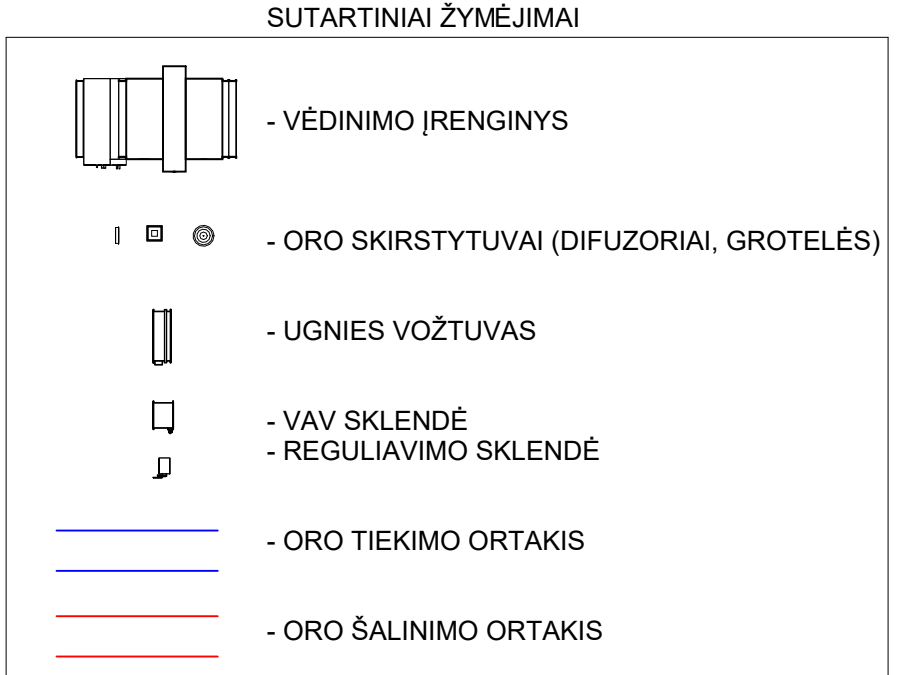 SUTARTINIAI ŽYMĖJIMAI
- VĖDINIMO ĮRENGINYS
- ORO SKIRSTYTUVAI (DIFUZORIAI, GROTELĖS)
- UGNIES VOŽTUVAS
- VAV SKLENDĖ
- REGULIAVIMO SKLENDĖ
- ORO TIEKIMO ORTAKIS
- ORO ŠALINIMO ORTAKIS